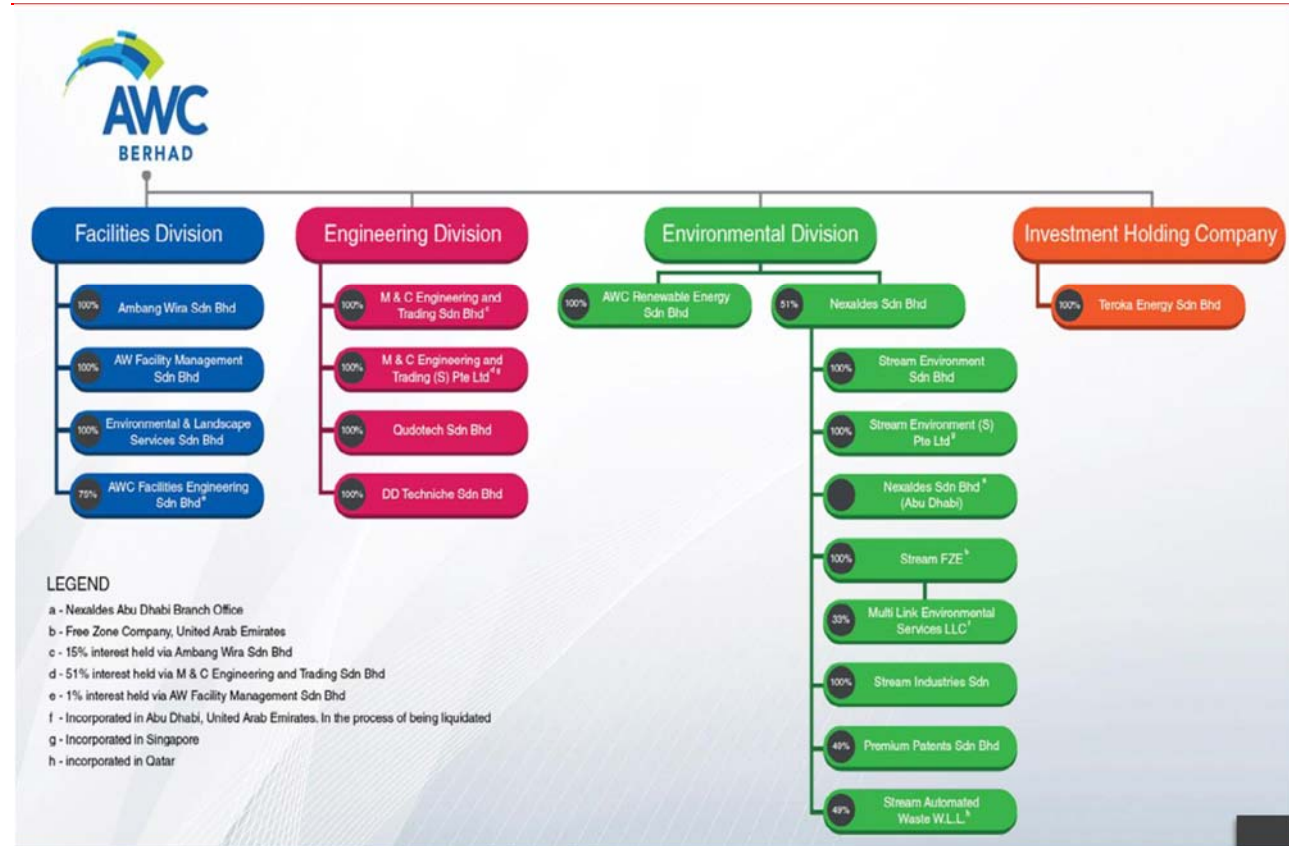 AWC
BERHAD
Facilities Division
100%
Ambang Wira Sdn Bhd
100%
AW Facility Management
Sdn Bhd
100%
Environmental & Landscape
Services Sdn Bhd
75%
AWC Facilities Engineering
Sdn Bhd e
Engineering Division
100%
M & C Engineering and
Trading Sdn Bhd c
100%
M & C Engineering and
Trading (S) Pte Ltd d g
100%
Qudotech Sdn Bhd
100%
DD Techniche Sdn Bhd
Environmental Division
100%
AWC Renewable Energy
Sdn Bhd
51%
Nexaldes Sdn Bhd
100%
Stream Environment
Sdn Bhd
100%
Stream Environment (S)
Pte Ltd g
Nexaldes Sdn Bhd a
(Abu Dhabi)
100%
Stream FZE b
33%
Multi Link Environmental
Services LLC f
100%
Stream Industries Sdn
49%
Premium Patents Sdn Bhd
49%
Stream Automated
Waste W.L.L. h
Investment Holding Company
100%
Teroka Energy Sdn Bhd
LEGEND
a - Nexaldes Abu Dhabi Branch Office
b - Free Zone Company, United Arab Emirates
c - 15% interest held via Ambang Wira Sdn Bhd
d - 51% interest held via M & C Engineering and Trading Sdn Bhd
e - 1% interest held via AW Facility Management Sdn Bhd
f - Incorporated in Abu Dhabi, United Arab Emirates. In the process of being liquidated
g - Incorporated in Singapore
h - incorporated in Qatar